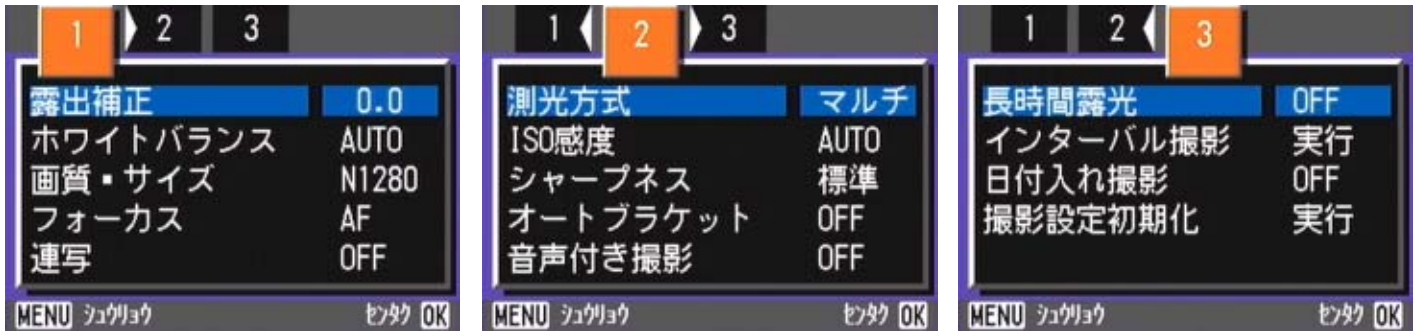 1 2 3
露出補正 0.0
ホワイトバランス AUTO
画質・サイズ N1280
フォーカス AF
連写 OFF
MENU ｼｭｳﾘｮｳ ｾﾝﾀｸ OK
1 2 3
測光方式 マルチ
ISO感度 AUTO
シャープネス 標準
オートブラケット OFF
音声付き撮影 OFF
MENU ｼｭｳﾘｮｳ ｾﾝﾀｸ OK
1 2 3
長時間露光 OFF
インターバル撮影 実行
日付入れ撮影 OFF
撮影設定初期化 実行
MENU ｼｭｳﾘｮｳ ｾﾝﾀｸ OK